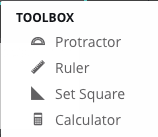 TOOLBOX
Protractor
Ruler
Set Square
Calculator